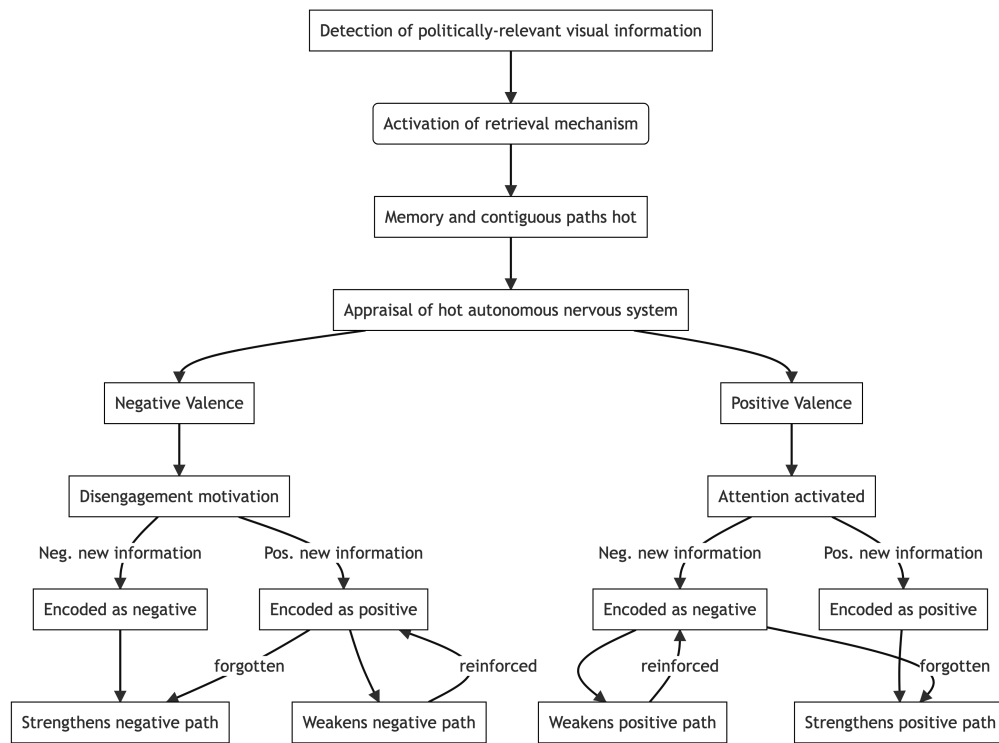 Detection of politically-relevant visual information
Activation of retrieval mechanism
Memory and contiguous paths hot
Appraisal of hot autonomous nervous system
Negative Valence
Positive Valence
Disengagement motivation
Attention activated
Neg. new information
Pos. new information
Neg. new information
Pos. new information
Encoded as negative
Encoded as positive
Encoded as negative
Encoded as positive
forgotten
reinforced
reinforced
forgotten
Strengthens negative path
Weakens negative path
Weakens positive path
Strengthens positive path